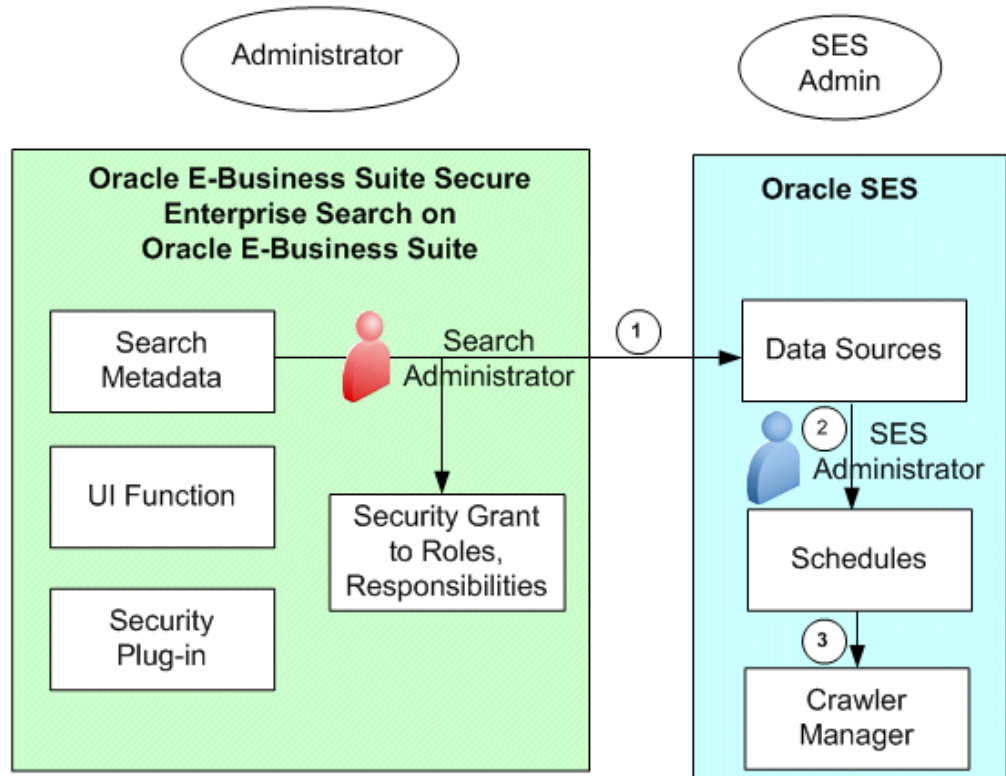 Administrator
SES
Admin
Oracle E-Business Suite Secure
Enterprise Search on
Oracle E-Business Suite
Oracle SES
Search
Metadata
Search
Administrator
1
Data Sources
2
SES
Administrator
UI Function
Security Grant
to Roles,
Responsibilities
Schedules
Security
Plug-in
3
Crawler
Manager